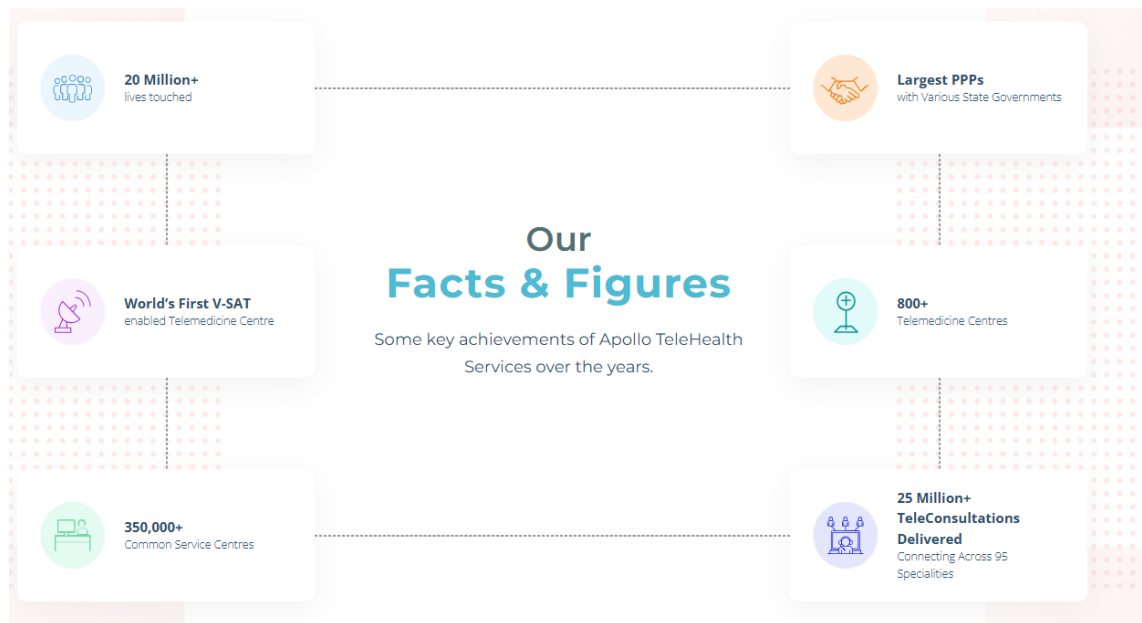 20 Million+
lives touched
Largest PPPs
with Various State Governments
Our
Facts & Figures
Some key achievements of Apollo TeleHealth
Services over the years.
World's First V-SAT
enabled Telemedicine Centre
800+
Telemedicine Centres
350,000+
Common Service Centres
25 Million+
TeleConsultations
Delivered
Connecting Across 95
Specialities